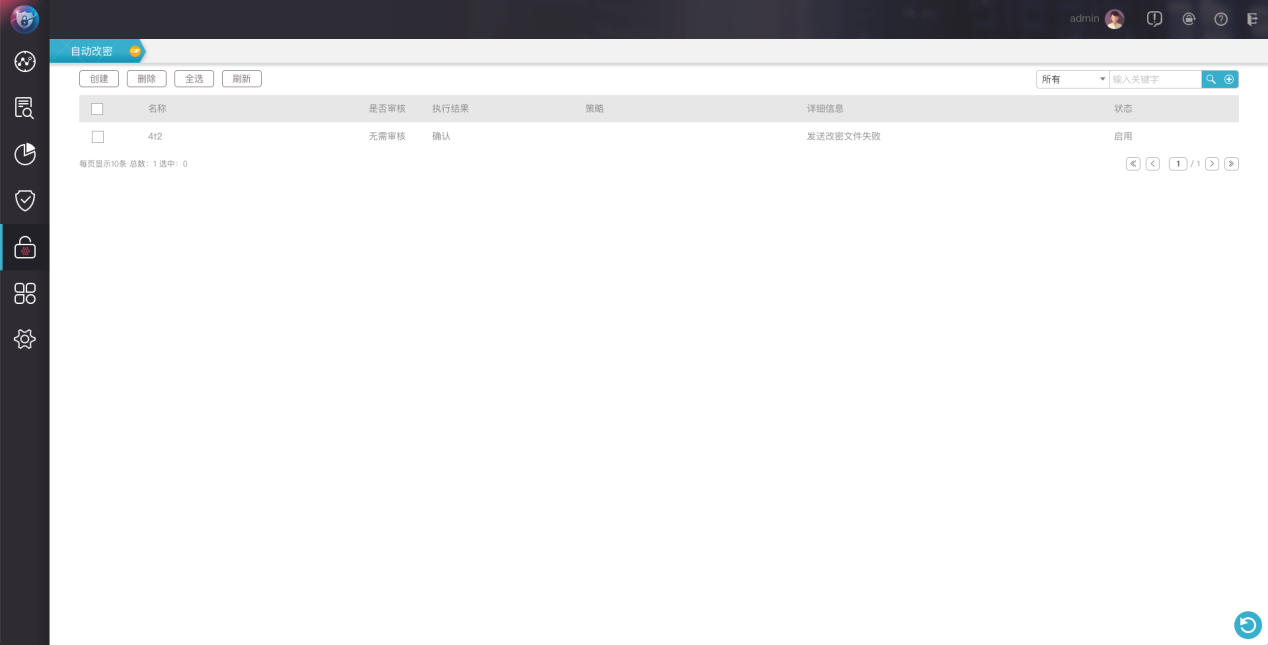 admin
自动改密
创建 删除 全选 刷新 所有 输入关键字
名称 是否审核 执行结果 策略 详细信息 状态
4t2 无需审核 确认 发送改密文件失败 启用
每页显示10条 总数：1 选中：0 1 / 1